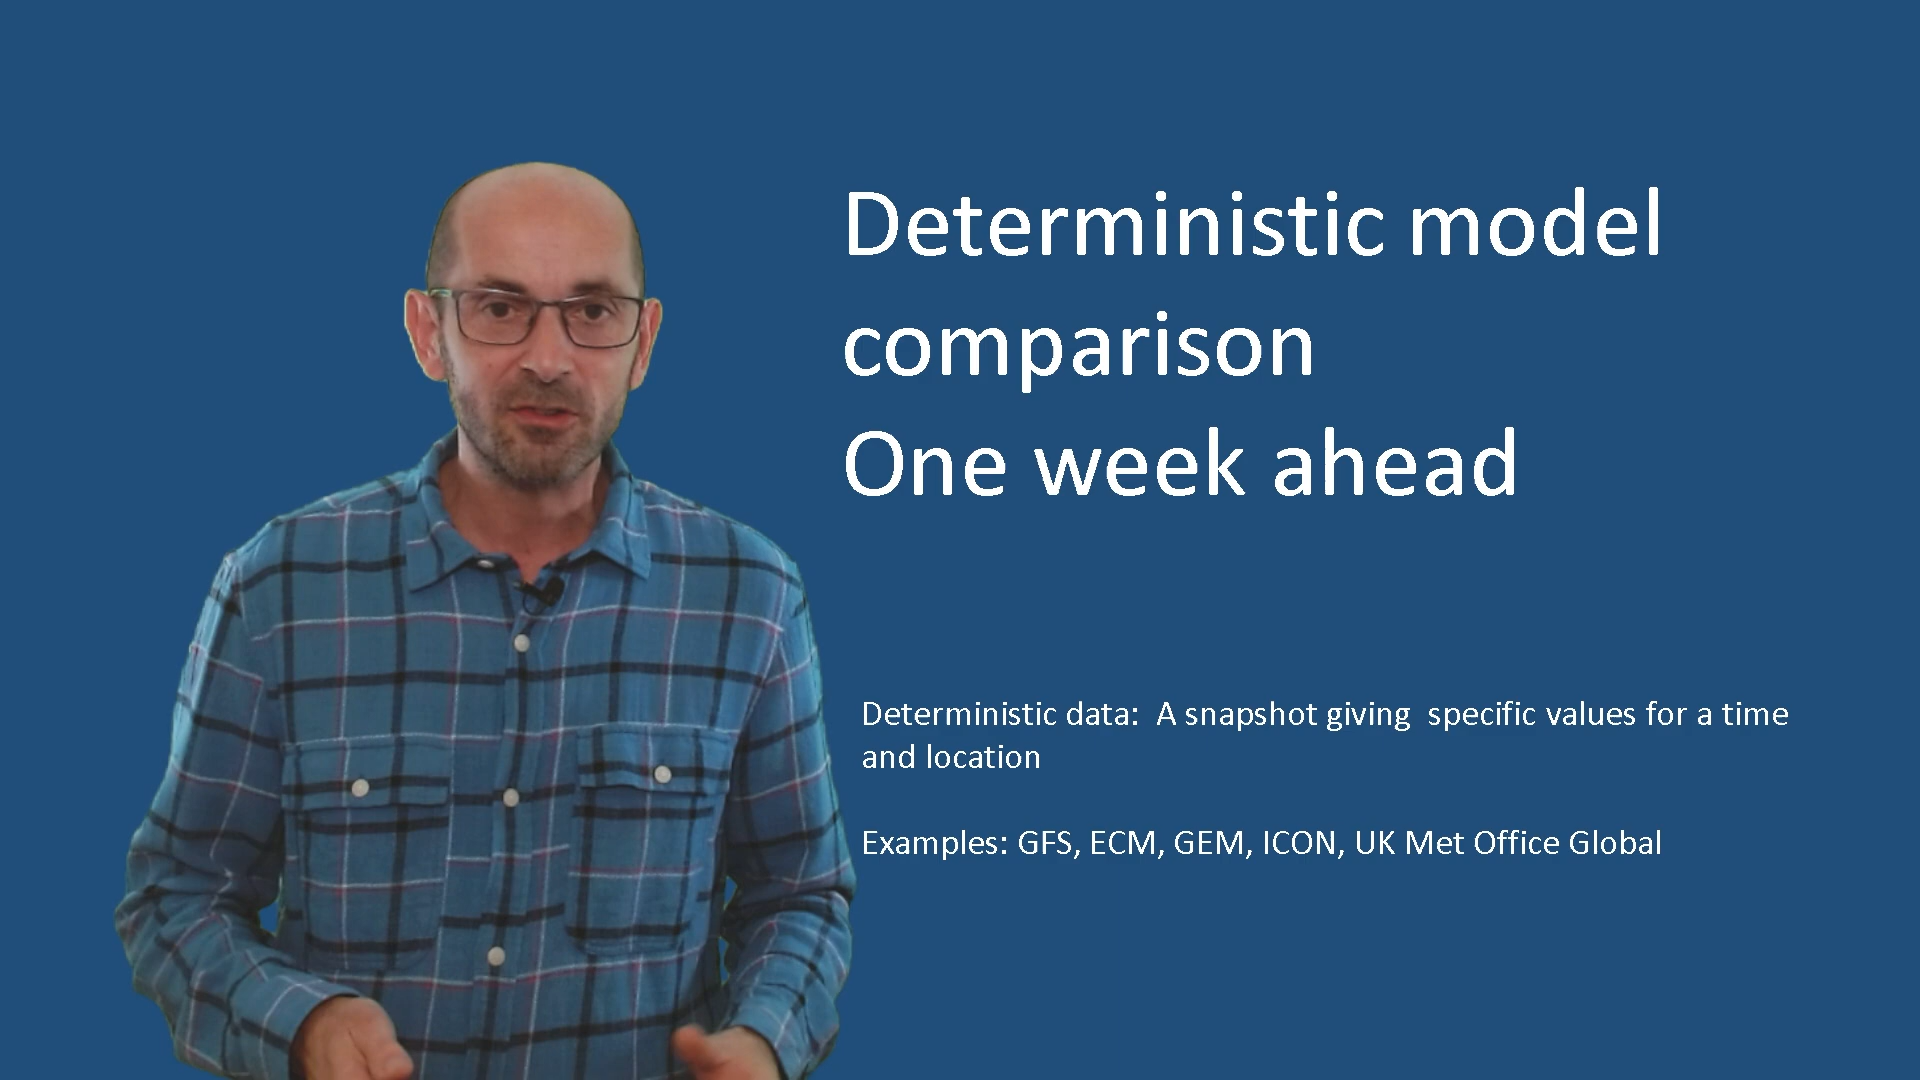 Deterministic model
comparison
One week ahead
Deterministic data:  A snapshot giving  specific values for a time
and location
Examples: GFS, ECM, GEM, ICON, UK Met Office Global